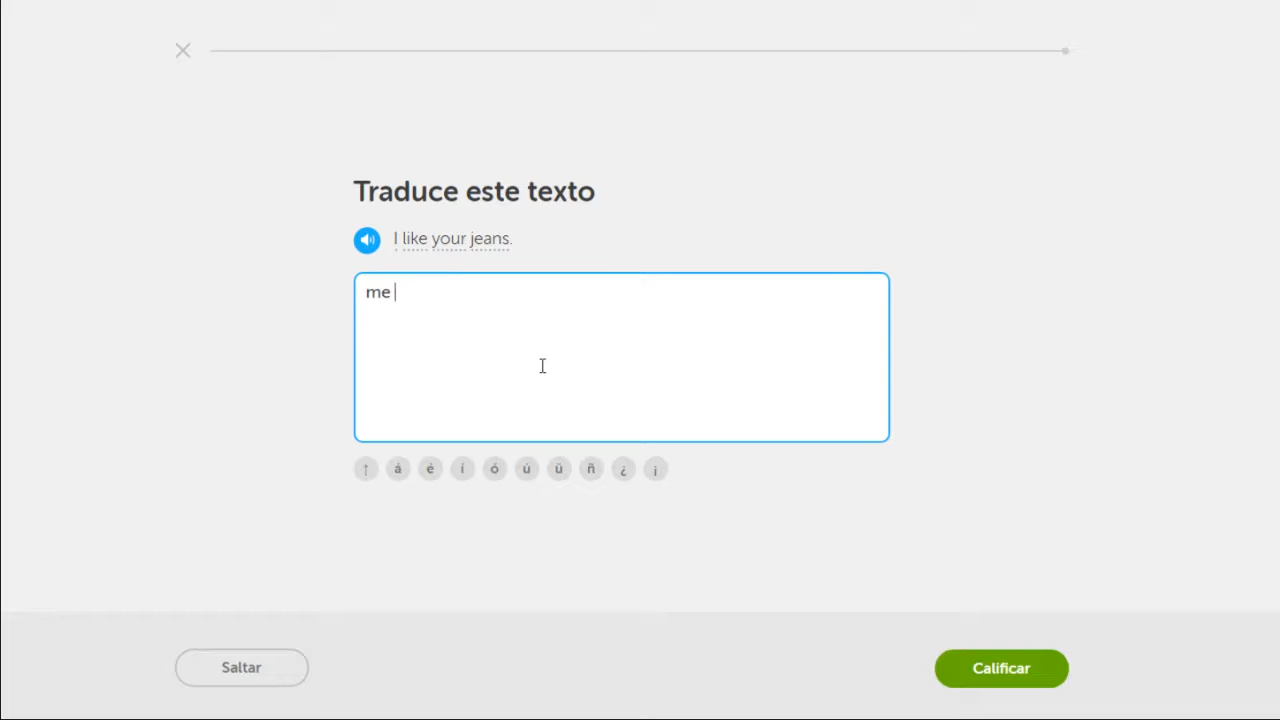 Traduce este texto
I like your jeans.
me
↑ á é í ó ú ü ñ ¿ ¡
Saltar
Calificar